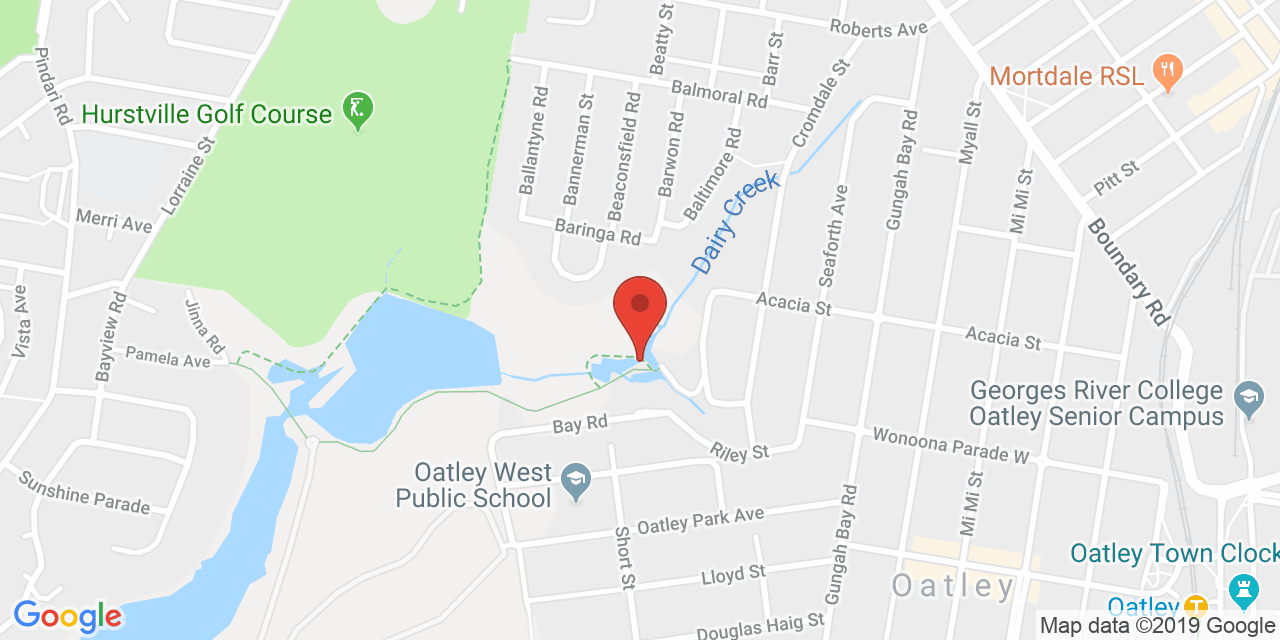 Roberts Ave
Beatty St
Barr St
Pindari Rd
Mortdale RSL
Balmoral Rd
Cromdale St
Hurstville Golf Course
Ballantyne Rd
Bannerman St
Beaconsfield Rd
Barwon Rd
Baltimore Rd
Myall St
Gungah Bay Rd
Pitt St
Lorraine St
Mi Mi St
Merri Ave
Dairy Creek
Seaforth Ave
Baringa Rd
Boundary Rd
Vista Ave
Jinna Rd
Bayview Rd
Acacia St
Acacia St
Pamela Ave
Georges River College
Oatley Senior Campus
Bay Rd
Riley St
Wonoona Parade W
Oatley West
Public School
Sunshine Parade
Mi Mi St
Gungah Bay Rd
Oatley Park Ave
Short St
Oatley Town Clock
Lloyd St
Oatley
Oatley
Google
Douglas Haig St
Map data ©2019 Google